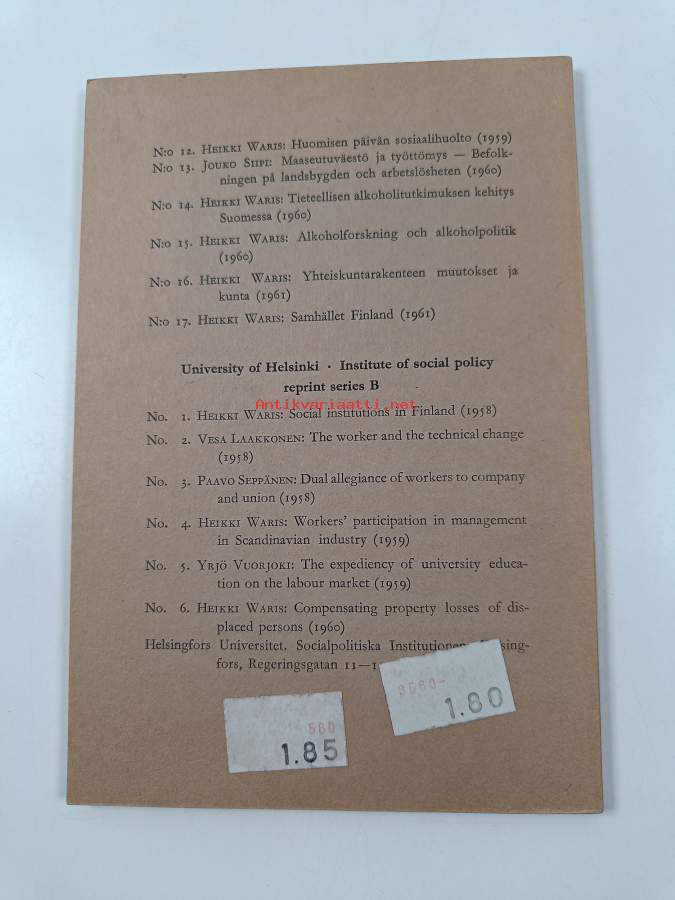 N:o 12. Heikki Waris: Huomisen päivän sosiaalihuolto (1959)
N:o 13. Jouko Siipi: Maaseutuväestö ja työttömys — Befolk-
ningen på landsbygden och arbetslösheten (1960)
N:o 14. Heikki Waris: Tieteellisen alkoholitutkimuksen kehitys
Suomessa (1960)
N:o 15. Heikki Waris: Alkoholforskning och alkoholpolitik
(1960)
N:o 16. Heikki Waris: Yhteiskuntarakenteen muutokset ja
kunta (1961)
N:o 17. Heikki Waris: Samhället Finland (1961)
University of Helsinki · Institute of social policy
reprint series B
Antikvariaatti.net
No. 1. Heikki Waris: Social institutions in Finland (1958)
No. 2. Vesa Laakkonen: The worker and the technical change
(1958)
No. 3. Paavo Seppänen: Dual allegiance of workers to company
and union (1958)
No. 4. Heikki Waris: Workers' participation in management
in Scandinavian industry (1959)
No. 5. Yrjö Vuorjoki: The expediency of university educa-
tion on the labour market (1959)
No. 6. Heikki Waris: Compensating property losses of dis-
placed persons (1960)
Helsingfors Universitet. Socialpolitiska Institutionen
fors, Regeringsgatan 11—1
1.80
560
1.85